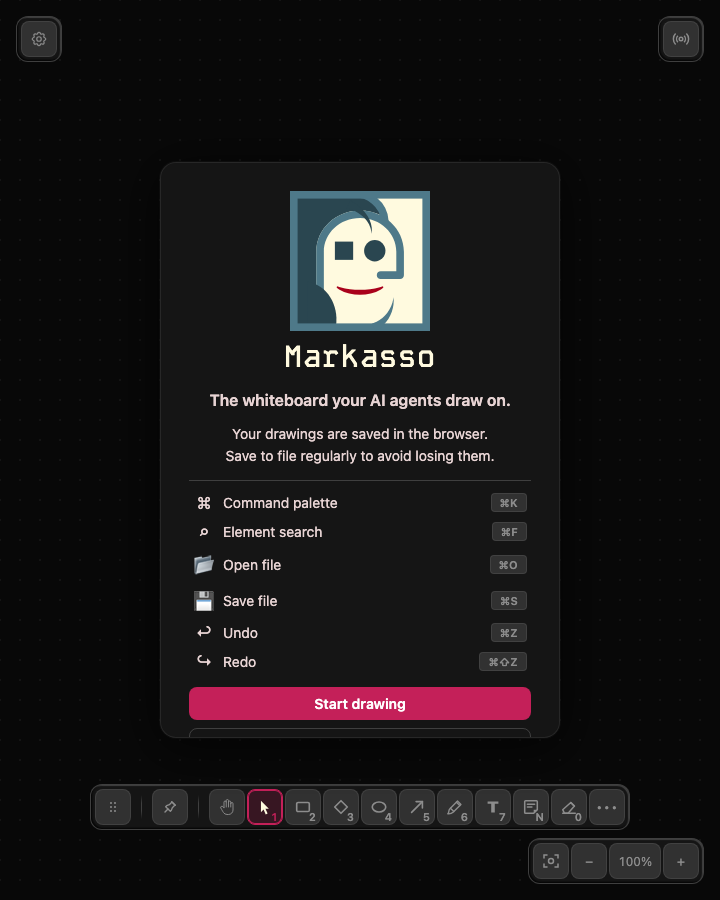 Markasso
The whiteboard your AI agents draw on.
Your drawings are saved in the browser.
Save to file regularly to avoid losing them.
⌘ Command palette ⌘K
Element search ⌘F
Open file ⌘O
Save file ⌘S
Undo ⌘Z
Redo ⌘⇧Z
Start drawing
1 2 3 4 5 6 T 7 N 0 ...
− 100% +